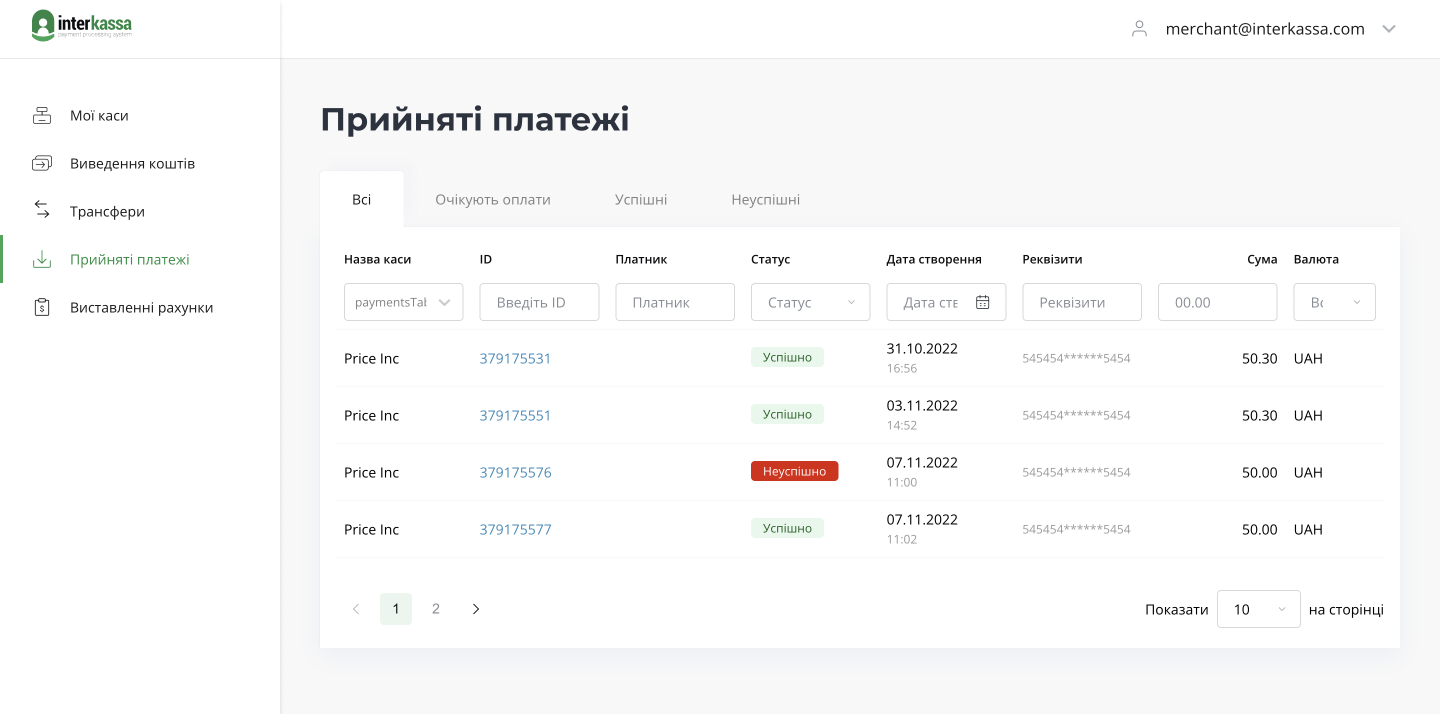 interkassa
payment processing system
merchant@interkassa.com
Мої каси
Виведення коштів
Трансфери
Прийняті платежі
Виставленні рахунки
Прийняті платежі
Всі Очікують оплати Успішні Неуспішні
Назва каси ID Платник Статус Дата створення Реквізити Сума Валюта
Введіть ID Платник Статус Дата Реквізити 00.00
Price Inc 379175531 Успішно 31.10.2022 16:56 545454******5454 50.30 UAH
Price Inc 379175551 Успішно 03.11.2022 14:52 545454******5454 50.30 UAH
Price Inc 379175576 Неуспішно 07.11.2022 11:00 545454******5454 50.00 UAH
Price Inc 379175577 Успішно 07.11.2022 11:02 545454******5454 50.00 UAH
1 2 Показати 10 на сторінці